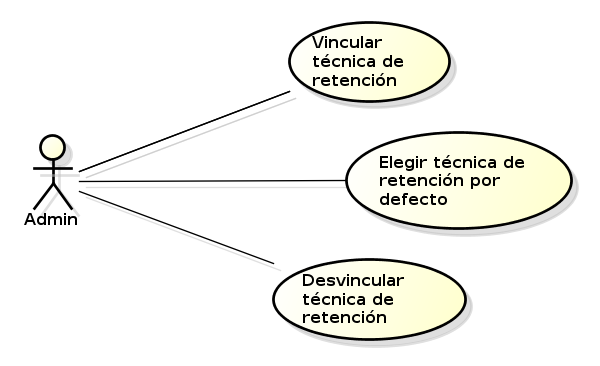 Vincular
técnica de
retención
Elegir técnica de
retención por
defecto
Admin
Desvincular
técnica de
retención